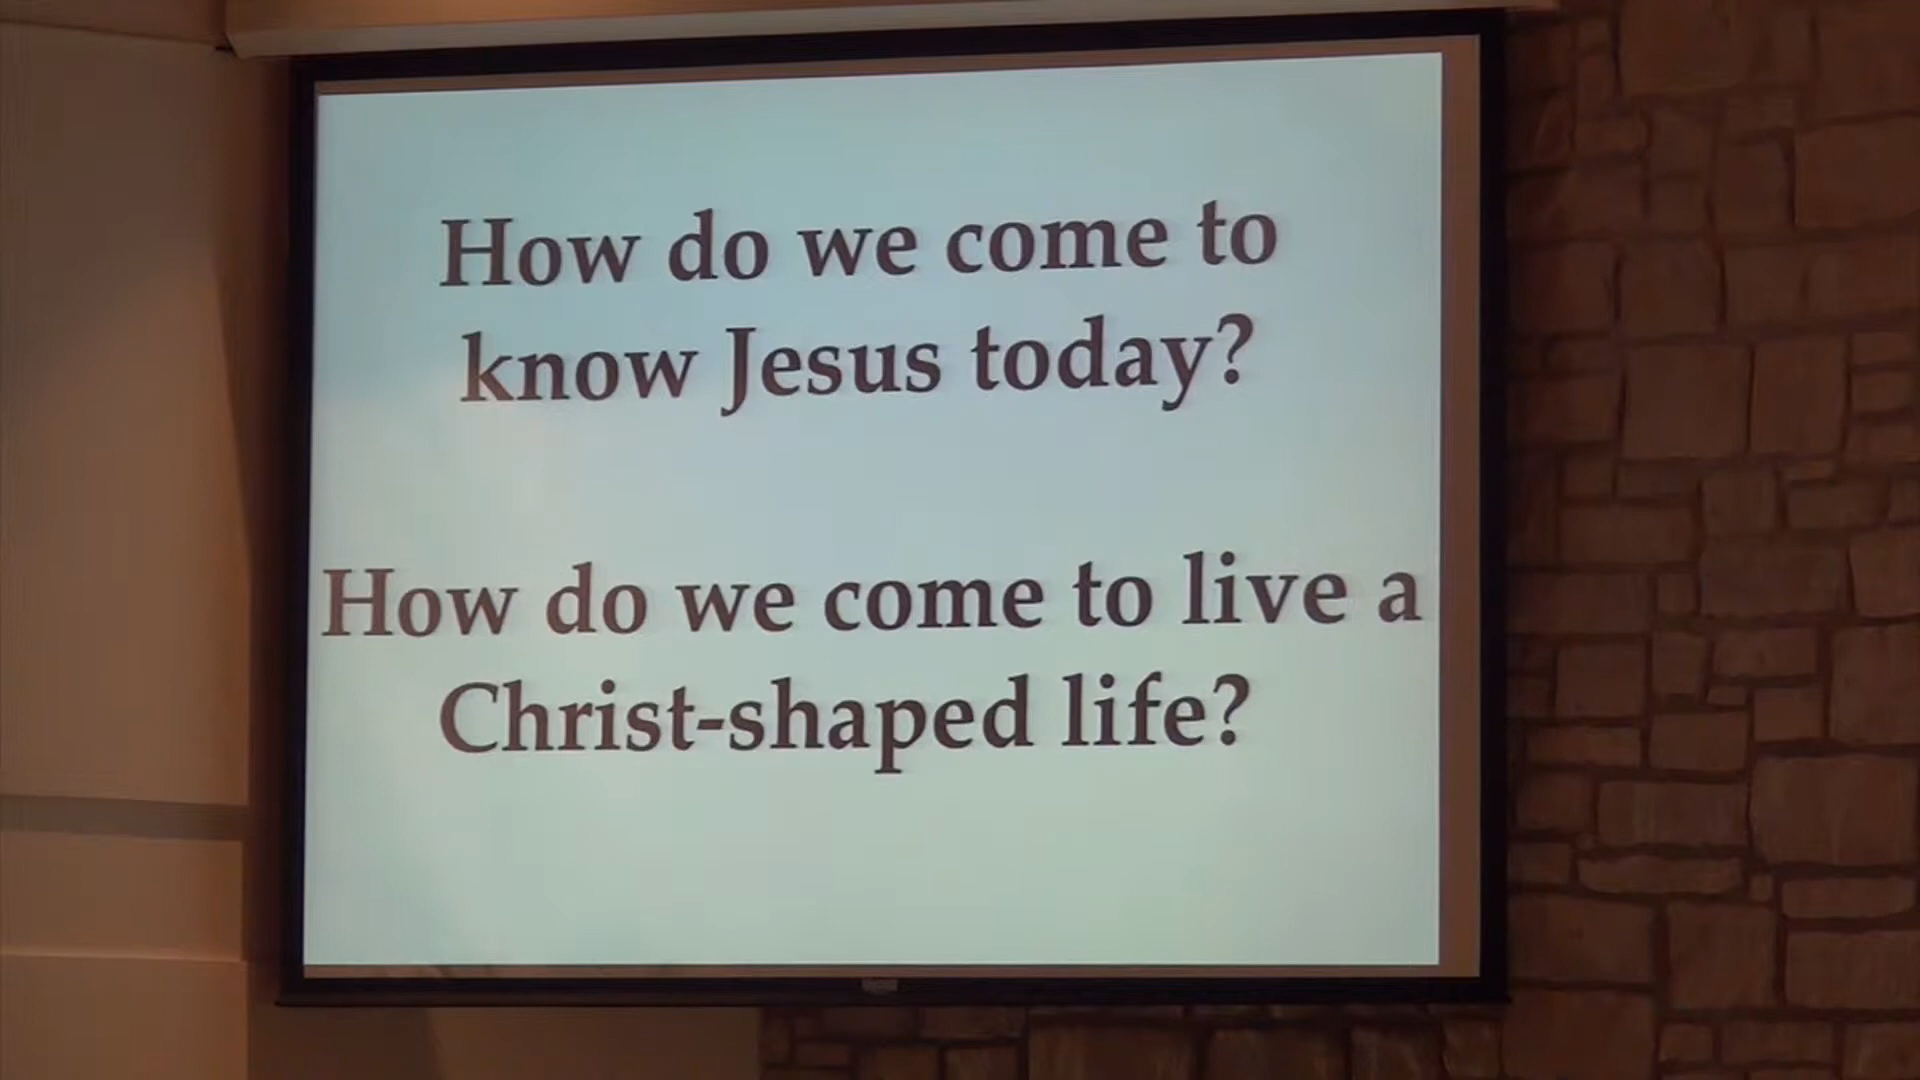 How do we come to
know Jesus today?
How do we come to live a
Christ-shaped life?